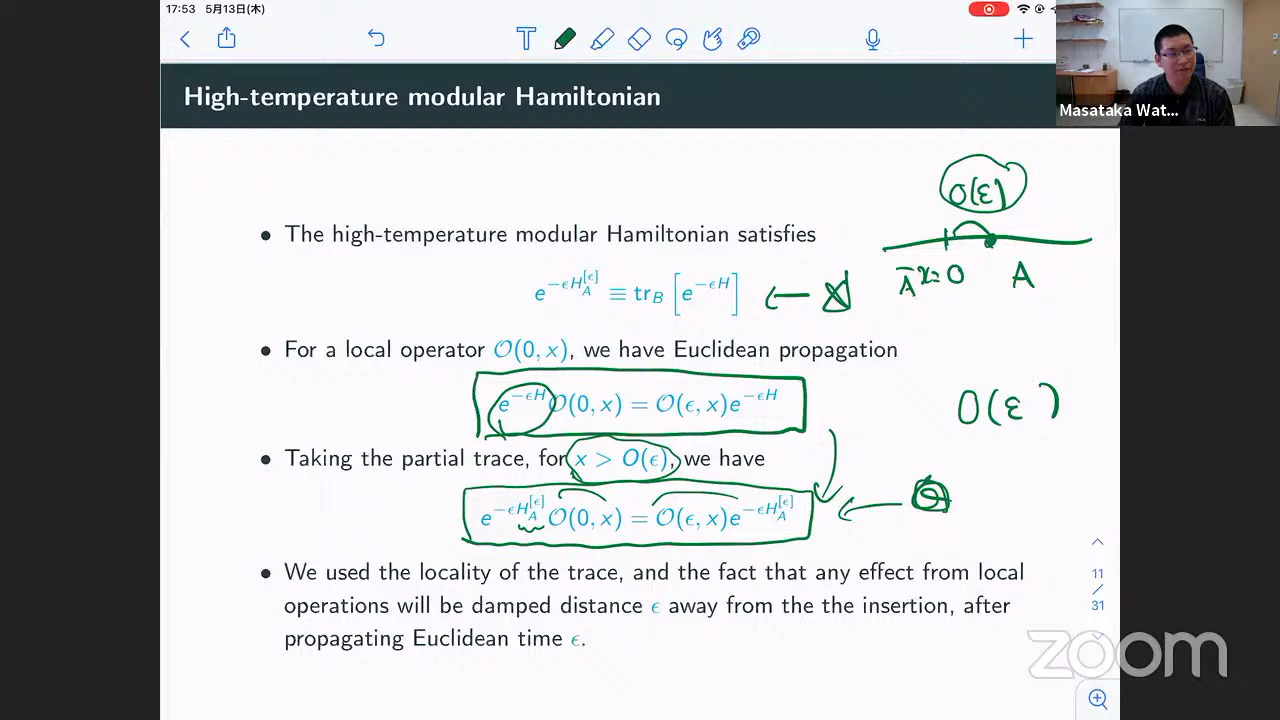 17:53 5月13日(木)
Masataka Wat...
High-temperature modular Hamiltonian
• The high-temperature modular Hamiltonian satisfies
e^{-ϵH_A^{[ϵ]}} ≡ tr_B [e^{-ϵH}]
• For a local operator O(0, x), we have Euclidean propagation
e^{-ϵH}O(0, x) = O(ϵ, x)e^{-ϵH}
• Taking the partial trace, for x > O(ϵ), we have
e^{-ϵH_A^{[ϵ]}}O(0, x) = O(ϵ, x)e^{-ϵH_A^{[ϵ]}}
• We used the locality of the trace, and the fact that any effect from local
operations will be damped distance ϵ away from the the insertion, after
propagating Euclidean time ϵ.
O(ε)
Ā x=0 A
O(ε)
11
/
31
zoom